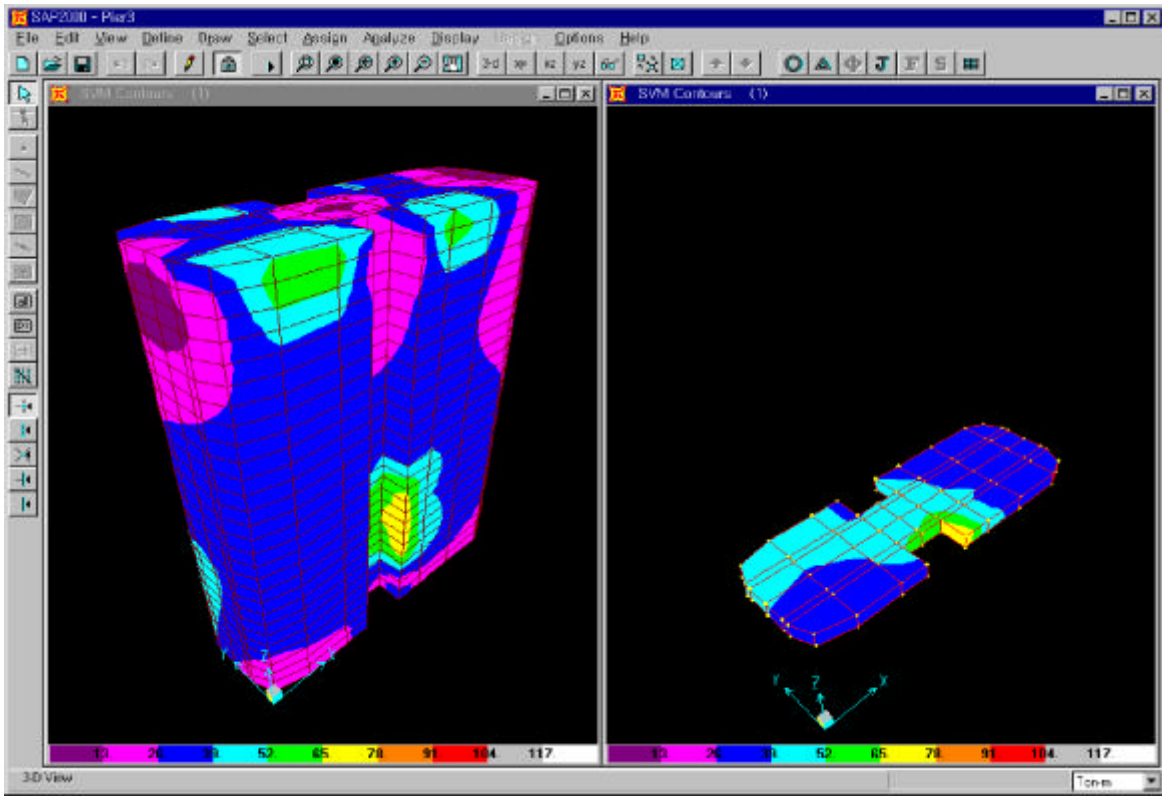 SAP2000 - Pier3
File Edit View Define Draw Select Assign Analyze Display Design Options Help
3-d xy xz yz
SVM Contours (1)
SVM Contours (1)
all
Y Z X
Y Z X
13. 26. 39. 52. 65. 78. 91. 104. 117.
13. 26. 39. 52. 65. 78. 91. 104. 117.
3-D View
Ton-m